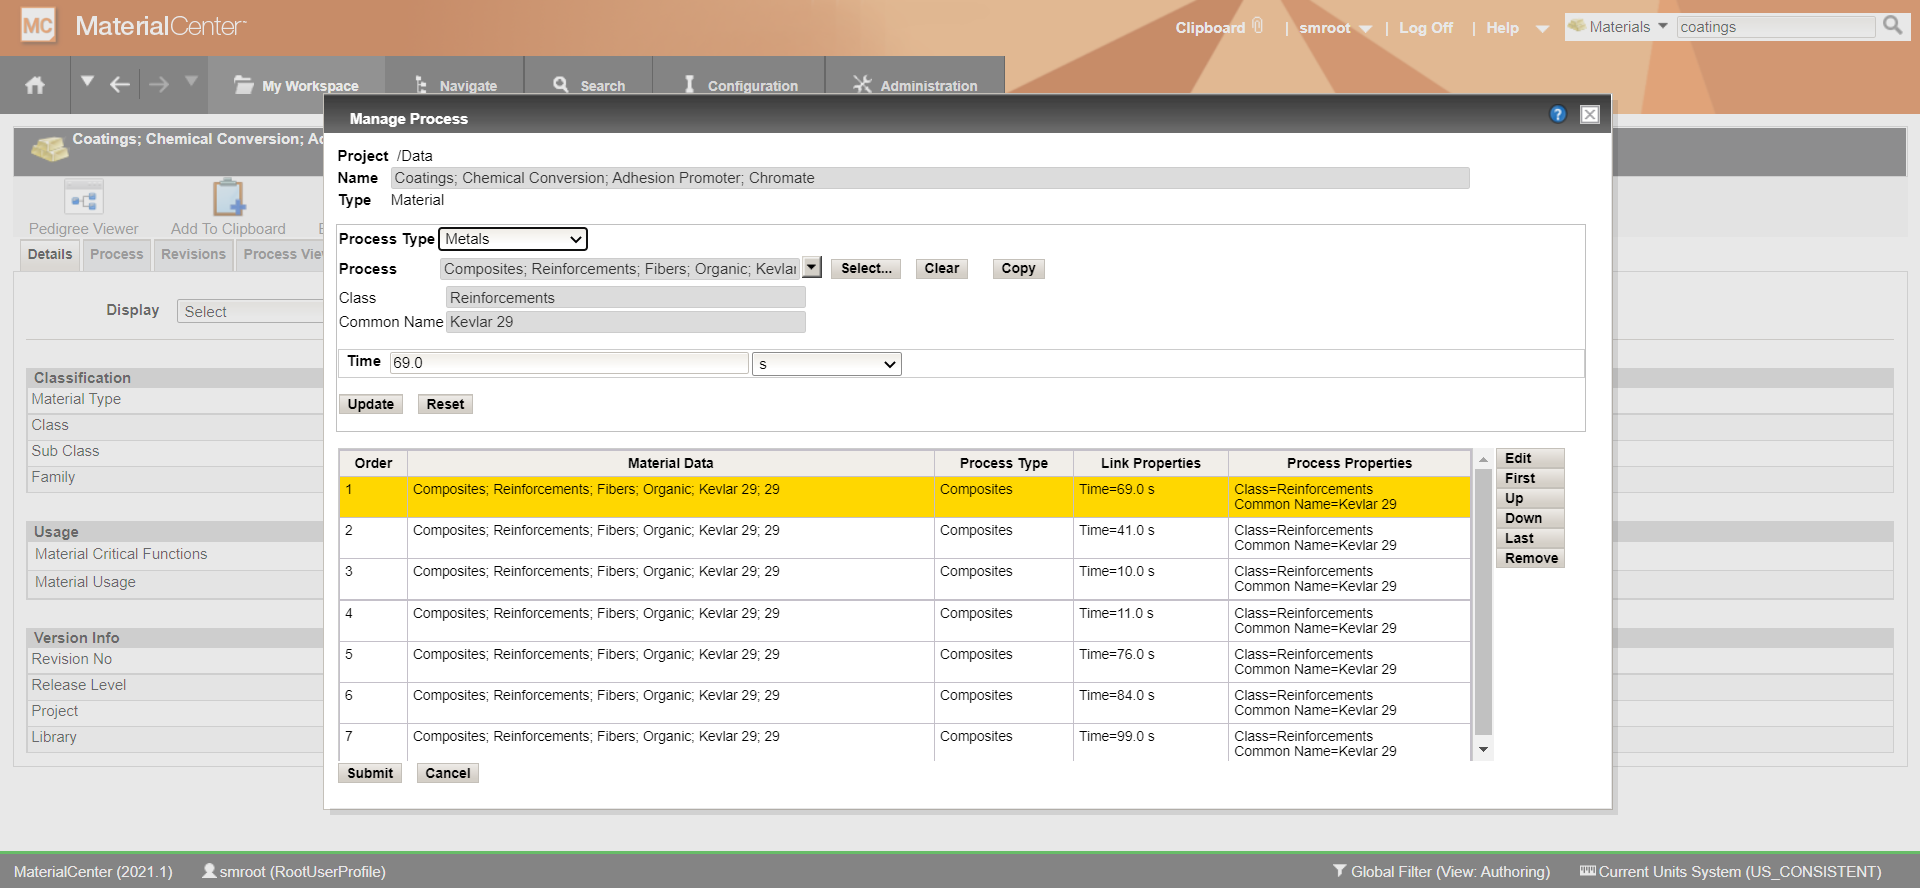 MC MaterialCenter
Clipboard | smroot | Log Off | Help Materials coatings
My Workspace Navigate Search Configuration Administration
Coatings; Chemical Conversion; Ad
Pedigree Viewer Add To Clipboard
Details Process Revisions Process Vie
Display Select
Classification
Material Type
Class
Sub Class
Family
Usage
Material Critical Functions
Material Usage
Version Info
Revision No
Release Level
Project
Library
Manage Process ?
Project /Data
Name Coatings; Chemical Conversion; Adhesion Promoter; Chromate
Type Material
Process Type Metals
Process Composites; Reinforcements; Fibers; Organic; Kevlar Select... Clear Copy
Class Reinforcements
Common Name Kevlar 29
Time 69.0 s
Update Reset
Order Material Data Process Type Link Properties Process Properties
1 Composites; Reinforcements; Fibers; Organic; Kevlar 29; 29 Composites Time=69.0 s Class=Reinforcements
Common Name=Kevlar 29
2 Composites; Reinforcements; Fibers; Organic; Kevlar 29; 29 Composites Time=41.0 s Class=Reinforcements
Common Name=Kevlar 29
3 Composites; Reinforcements; Fibers; Organic; Kevlar 29; 29 Composites Time=10.0 s Class=Reinforcements
Common Name=Kevlar 29
4 Composites; Reinforcements; Fibers; Organic; Kevlar 29; 29 Composites Time=11.0 s Class=Reinforcements
Common Name=Kevlar 29
5 Composites; Reinforcements; Fibers; Organic; Kevlar 29; 29 Composites Time=76.0 s Class=Reinforcements
Common Name=Kevlar 29
6 Composites; Reinforcements; Fibers; Organic; Kevlar 29; 29 Composites Time=84.0 s Class=Reinforcements
Common Name=Kevlar 29
7 Composites; Reinforcements; Fibers; Organic; Kevlar 29; 29 Composites Time=99.0 s Class=Reinforcements
Common Name=Kevlar 29
Edit
First
Up
Down
Last
Remove
Submit Cancel
MaterialCenter (2021.1) smroot (RootUserProfile) Global Filter (View: Authoring) Current Units System (US_CONSISTENT)